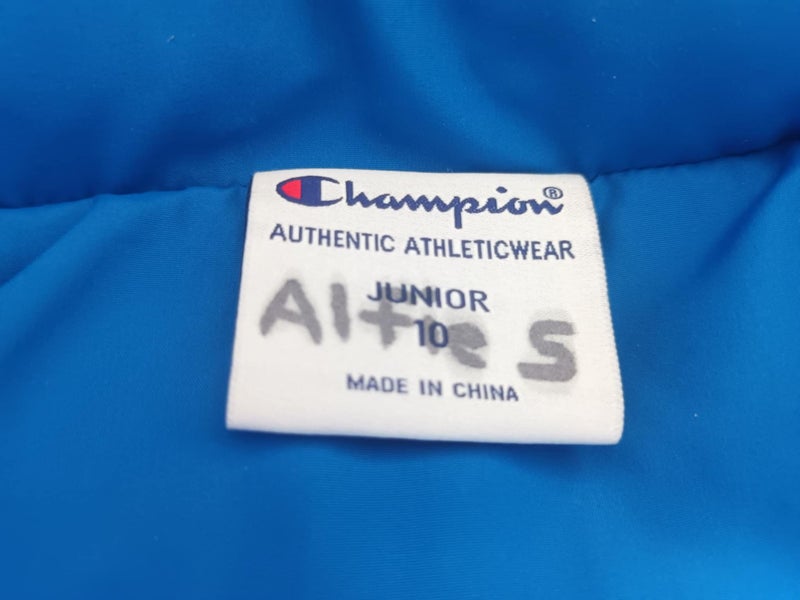 Champion®
AUTHENTIC ATHLETICWEAR
JUNIOR
10
Alfie S
MADE IN CHINA